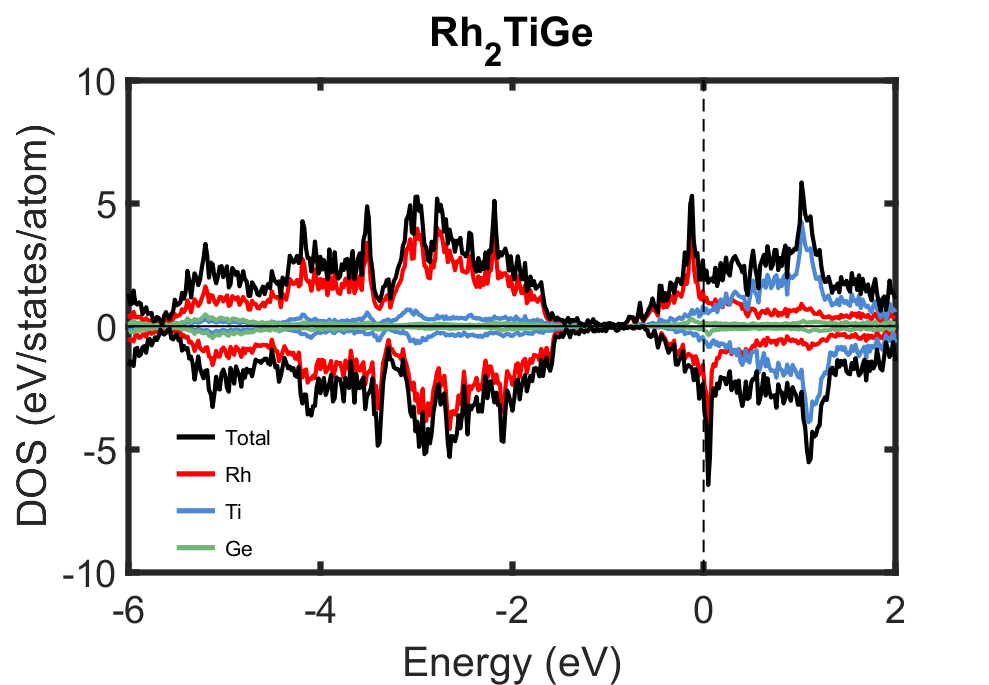 Rh₂TiGe
10
5
0
-5
-10
DOS (eV/states/atom)
Total
Rh
Ti
Ge
-6 -4 -2 0 2
Energy (eV)